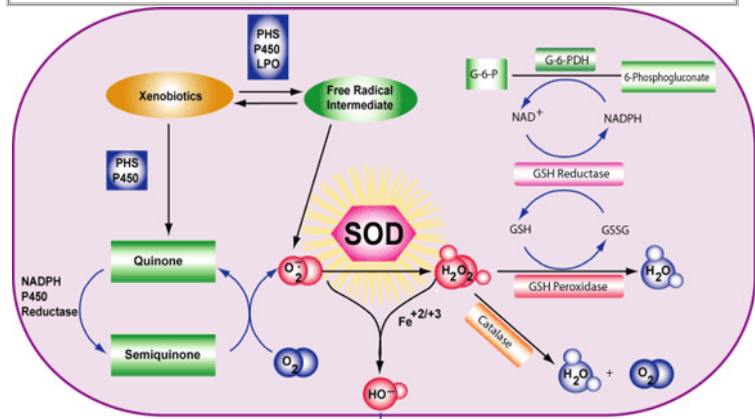 PHS
P450
LPO
G-6-P
G-6-PDH
6-Phosphogluconate
Xenobiotics
Free Radical
Intermediate
NAD+
NADPH
PHS
P450
GSH Reductase
SOD
GSH
GSSG
Quinone
O2-
H2O2
H2O
GSH Peroxidase
NADPH
P450
Reductase
Fe+2/+3
Catalase
Semiquinone
O2
H2O
+
O2
HO-